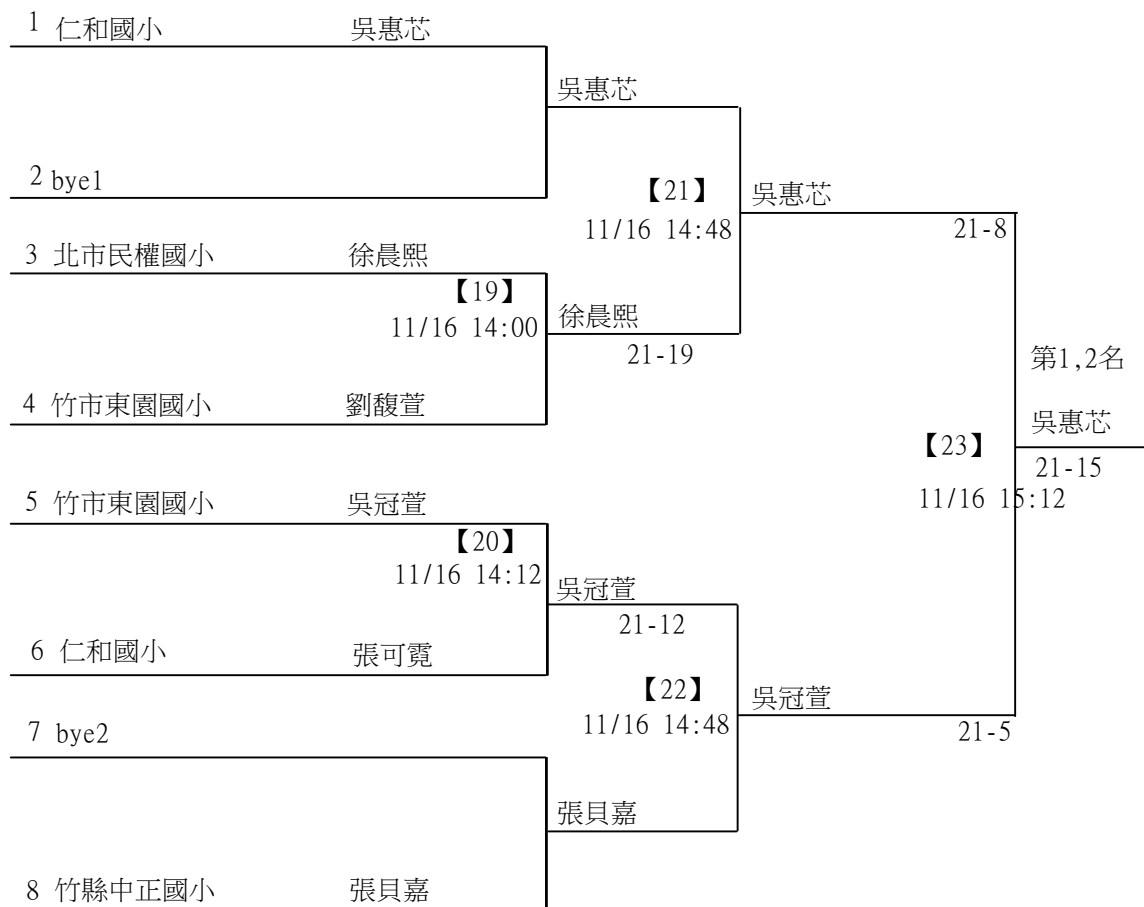 1 仁和國小 吳惠芯
吳惠芯
2 bye1
【21】
11/16 14:48
吳惠芯
21-8
3 北市民權國小 徐晨熙
【19】
11/16 14:00
徐晨熙
21-19
第1,2名
4 竹市東園國小 劉馥萱
吳惠芯
【23】
21-15
11/16 15:12
5 竹市東園國小 吳冠萱
【20】
11/16 14:12
吳冠萱
21-12
6 仁和國小 張可霓
【22】
11/16 14:48
吳冠萱
21-5
7 bye2
張貝嘉
8 竹縣中正國小 張貝嘉